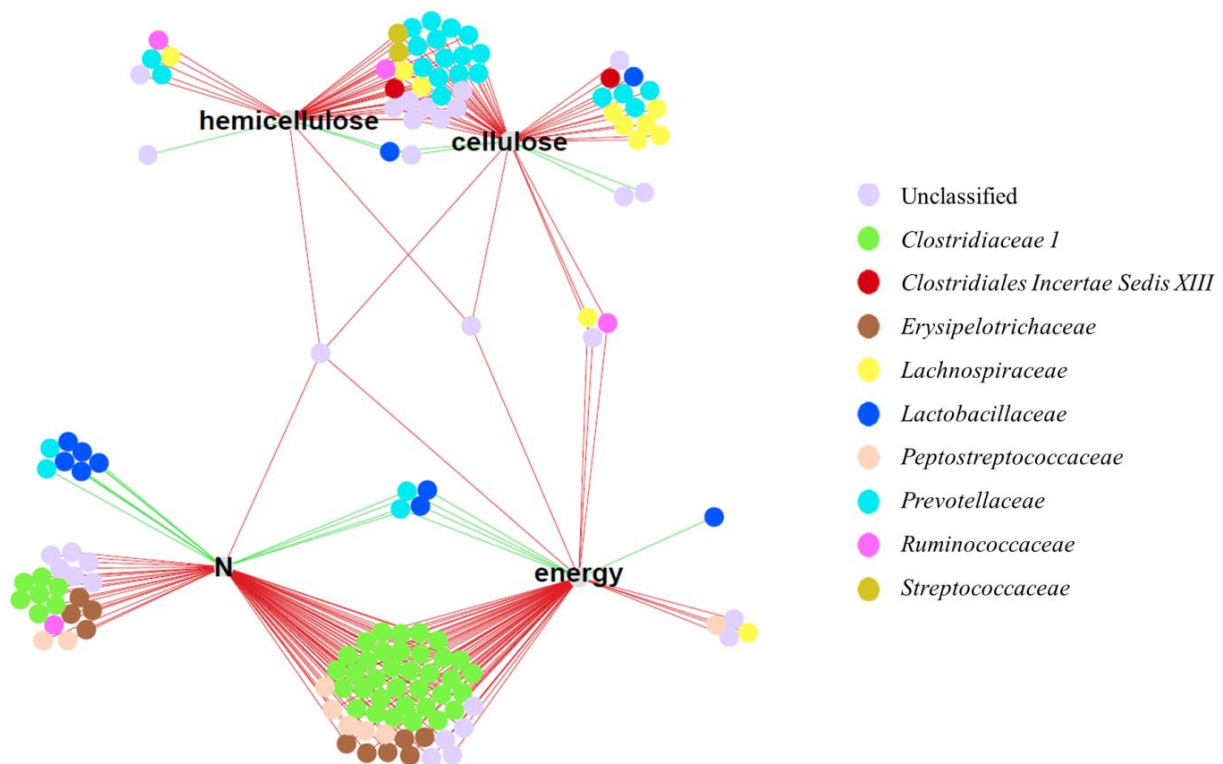 hemicellulose
cellulose
N
energy
Unclassified
Clostridiaceae 1
Clostridiales Incertae Sedis XIII
Erysipelotrichaceae
Lachnospiraceae
Lactobacillaceae
Peptostreptococcaceae
Prevotellaceae
Ruminococcaceae
Streptococcaceae